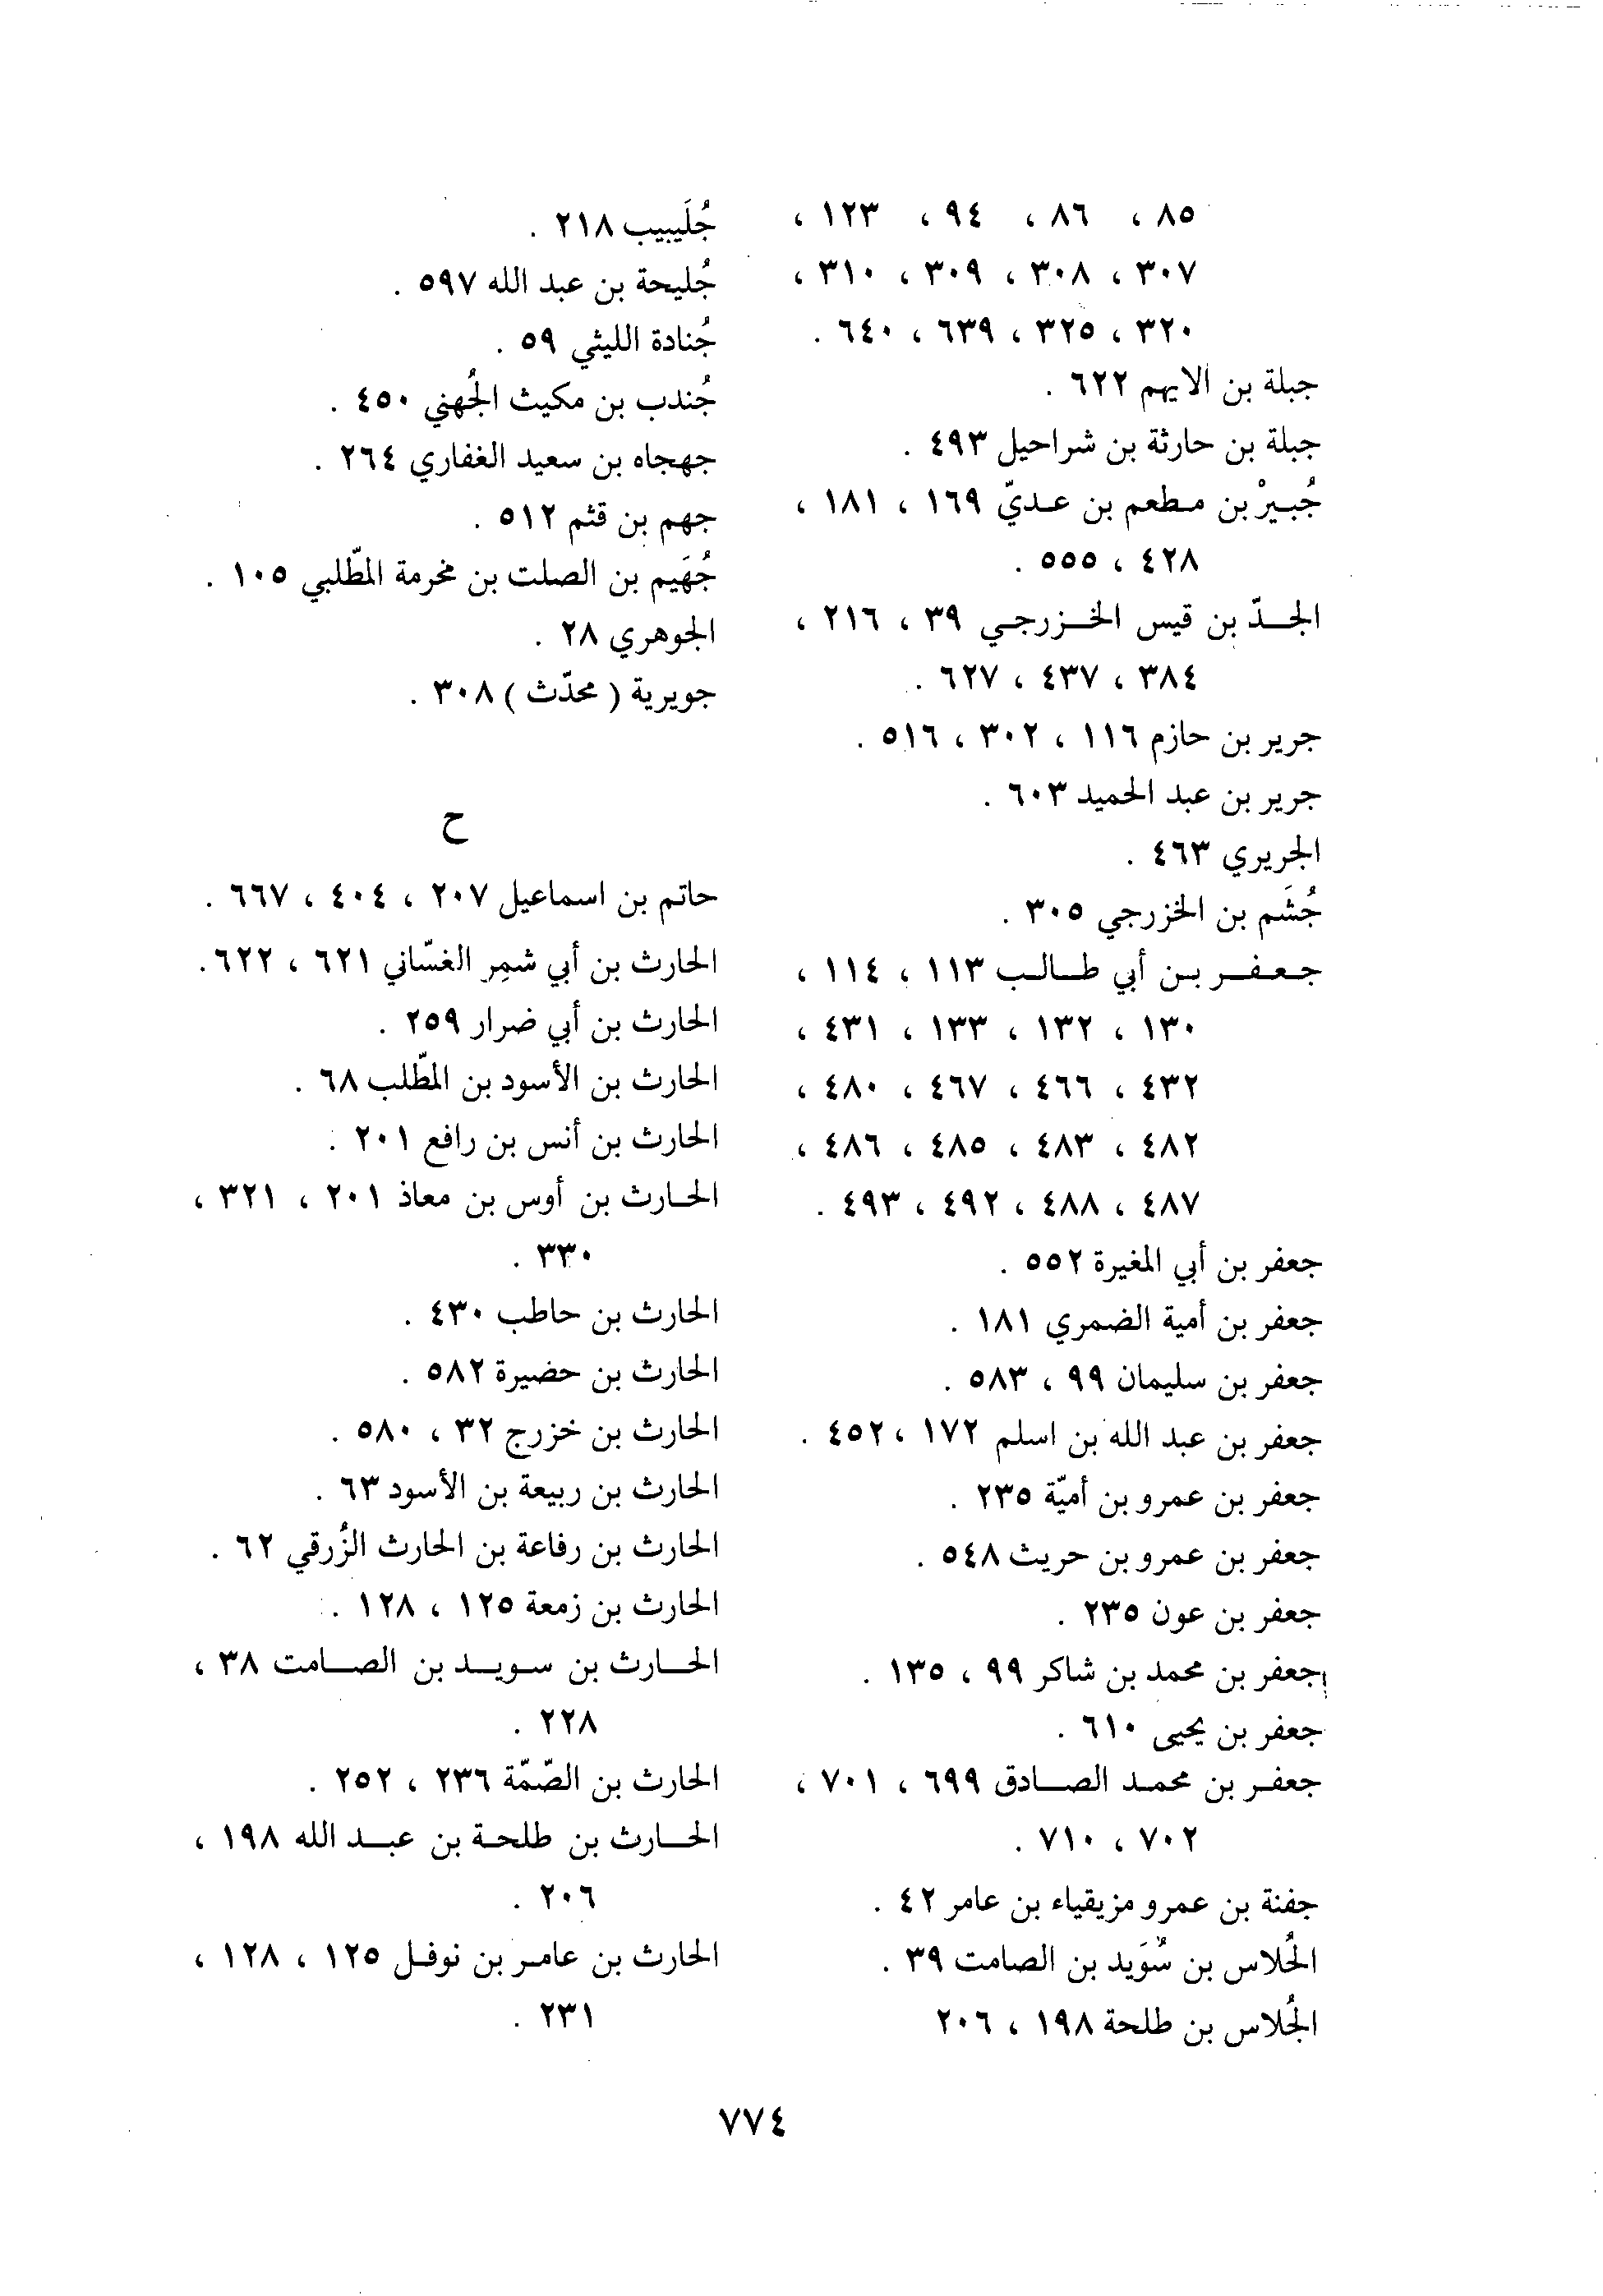 ٨٥ ، ٨٦ ، ٩٤ ، ١٢٣ ،
٣٠٧ ، ٣٠٨ ، ٣٠٩ ، ٣١٠ ،
٣٢٠ ، ٣٢٥ ، ٦٣٩ ، ٦٤٠ .
جبلة بن الايهم ٦٢٢ .
جبلة بن حارثة بن شراحيل ٤٩٣ .
جُبيرْ بن مطعم بن عديّ ١٦٩ ، ١٨١ ،
٤٢٨ ، ٥٥٥ .
الجدّ بن قيس الخزرجي ٣٩ ، ٢١٦ ،
٣٨٤ ، ٤٣٧ ، ٦٢٧ .
جرير بن حازم ١١٦ ، ٣٠٢ ، ٥١٦ .
جرير بن عبد الحميد ٦٠٣ .
الجريري ٤٦٣ .
جُشَم بن الخزرجي ٣٠٥ .
جعفر بن أبي طالب ١١٣ ، ١١٤ ،
١٣٠ ، ١٣٢ ، ١٣٣ ، ٤٣١ ،
٤٣٢ ، ٤٦٦ ، ٤٦٧ ، ٤٨٠ ،
٤٨٢ ، ٤٨٣ ، ٤٨٥ ، ٤٨٦ ،
٤٨٧ ، ٤٨٨ ، ٤٩٢ ، ٤٩٣ .
جعفر بن أبي المغيرة ٥٥٢ .
جعفر بن أمية الضمري ١٨١ .
جعفر بن سليمان ٩٩ ، ٥٨٣ .
جعفر بن عبد الله بن اسلم ١٧٢ ، ٤٥٢ .
جعفر بن عمرو بن أميّة ٢٣٥ .
جعفر بن عمرو بن حريث ٥٤٨ .
جعفر بن عون ٢٣٥ .
جعفر بن محمد بن شاكر ٩٩ ، ١٣٥ .
جعفر بن يحيى ٦١٠ .
جعفر بن محمد الصادق ٦٩٩ ، ٧٠١ ،
٧٠٢ ، ٧١٠ .
جفنة بن عمرو مزيقياء بن عامر ٤٢ .
الجُلاس بن سُوَيد بن الصامت ٣٩ .
الجُلاس بن طلحة ١٩٨ ، ٢٠٦
جُلَيبيب ٢١٨ .
جُليحة بن عبد الله ٥٩٧ .
جُنادة الليثي ٥٩ .
جُندب بن مكيث الجُهني ٤٥٠ .
جهجاه بن سعيد الغفاري ٢٦٤ .
جهم بن قثم ٥١٢ .
جُهَيم بن الصلت بن مخرمة المطّلبي ١٠٥ .
الجوهري ٢٨ .
جويرية ( محدّث ) ٣٠٨ .
ح
حاتم بن اسماعيل ٢٠٧ ، ٤٠٤ ، ٦٦٧ .
الحارث بن أبي شمِر الغسّاني ٦٢١ ، ٦٢٢ .
الحارث بن أبي ضرار ٢٥٩ .
الحارث بن الأسود بن المطّلب ٦٨ .
الحارث بن أنس بن رافع ٢٠١ .
الحارث بن أوس بن معاذ ٢٠١ ، ٣٢١ ،
٣٣٠ .
الحارث بن حاطب ٤٣٠ .
الحارث بن حضيرة ٥٨٢ .
الحارث بن خزرج ٣٢ ، ٥٨٠ .
الحارث بن ربيعة بن الأسود ٦٣ .
الحارث بن رفاعة بن الحارث الزُرقي ٦٢ .
الحارث بن زمعة ١٢٥ ، ١٢٨ .
الحارث بن سويد بن الصامت ٣٨ ،
٢٢٨ .
الحارث بن الصّمّة ٢٣٦ ، ٢٥٢ .
الحارث بن طلحة بن عبد الله ١٩٨ ،
٢٠٦ .
الحارث بن عامر بن نوفل ١٢٥ ، ١٢٨ ،
٢٣١ .
٧٧٤